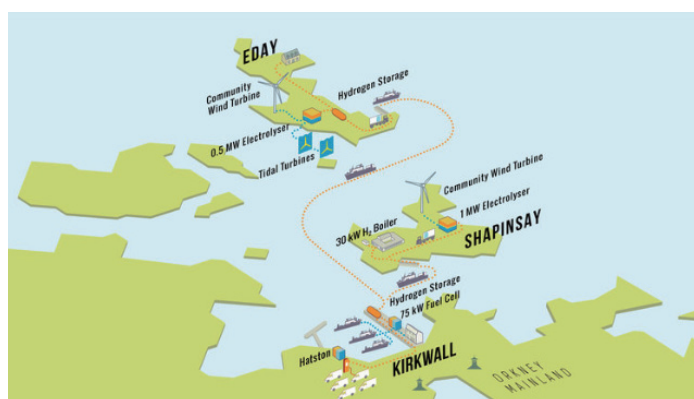 EDAY
Community
Wind Turbine
Hydrogen Storage
0.5 MW Electrolyser
Tidal Turbines
Community Wind Turbine
1 MW Electrolyser
30 kW H₂ Boiler
SHAPINSAY
Hydrogen Storage
75 kW Fuel Cell
Hatston
KIRKWALL
ORKNEY
MAINLAND